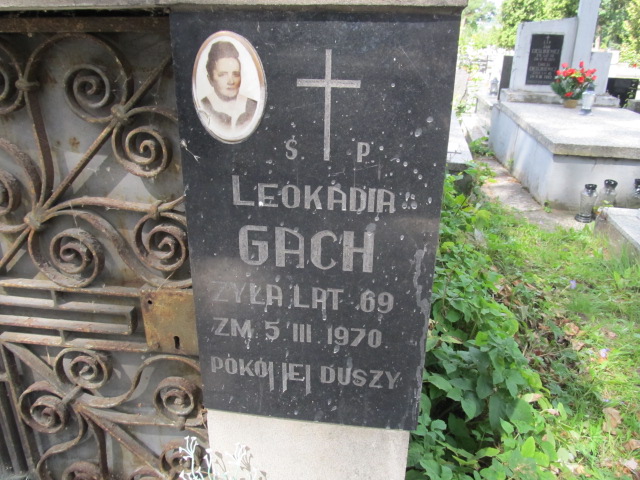 Ś P
LEOKADIA
GACH
ŻYŁA LAT 69
ZM 5 III 1970
POKÓJ JEJ DUSZY